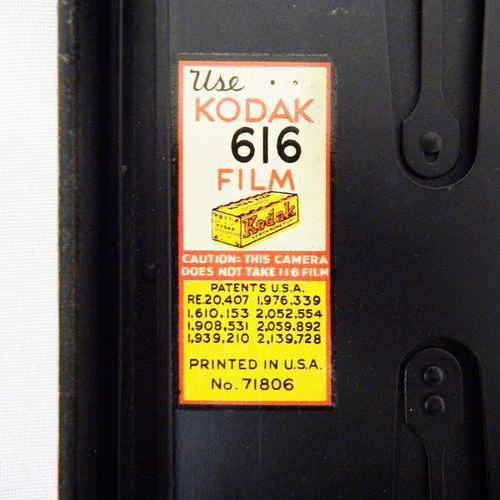 Use
KODAK
616
FILM
KODAK
Kodak
CAUTION: THIS CAMERA
DOES NOT TAKE 116 FILM
PATENTS U.S.A.
RE.20,407 1,976,339
1,610,153 2,052,554
1,908,531 2,059,892
1,939,210 2,139,728
PRINTED IN U.S.A.
No. 71806